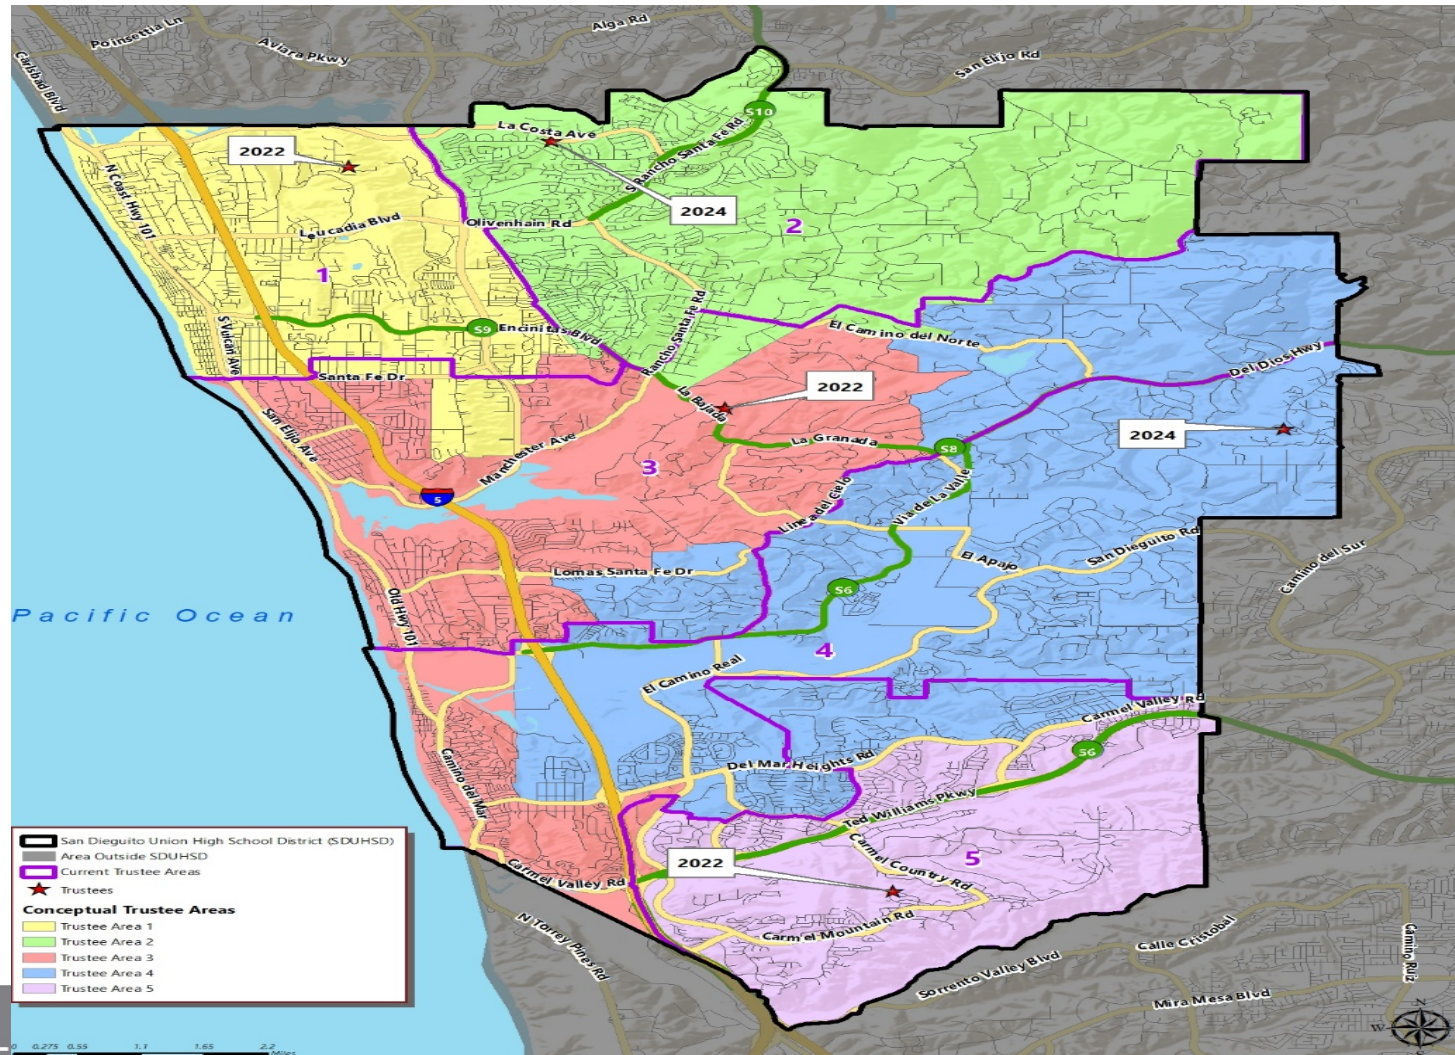 Poinsettia Ln
Alga Rd
Aviara Pkwy
San Elijo Rd
Carlsbad Blvd
S10
La Costa Ave
2022
S Rancho Santa Fe Rd
N Coast Hwy 101
2024
Leucadia Blvd
Olivenhain Rd
2
1
S9
Encinitas Blvd
S Vulcan Ave
Rancho Santa Fe Rd
El Camino del Norte
Santa Fe Dr
Del Dios Hwy
2022
La Bajada
San Elijo Ave
La Granada
2024
Manchester Ave
S8
3
5
Linea del Cielo
Via de La Valle
El Apajo
San Dieguito Rd
Camino del Sur
Lomas Santa Fe Dr
S6
Old Hwy 101
Pacific Ocean
4
El Camino Real
Carmel Valley Rd
56
Del Mar Heights Rd
Camino del Mar
Ted Williams Pkwy
2022
5
Carmel Country Rd
Carmel Valley Rd
Carmel Mountain Rd
N Torrey Pines Rd
Calle Cristobal
Camino Ruiz
Sorrento Valley Blvd
Mira Mesa Blvd
San Dieguito Union High School District (SDUHSD)
Area Outside SDUHSD
Current Trustee Areas
Trustees
Conceptual Trustee Areas
Trustee Area 1
Trustee Area 2
Trustee Area 3
Trustee Area 4
Trustee Area 5
N
W
E
S
0 0.275 0.55 1.1 1.65 2.2
Miles